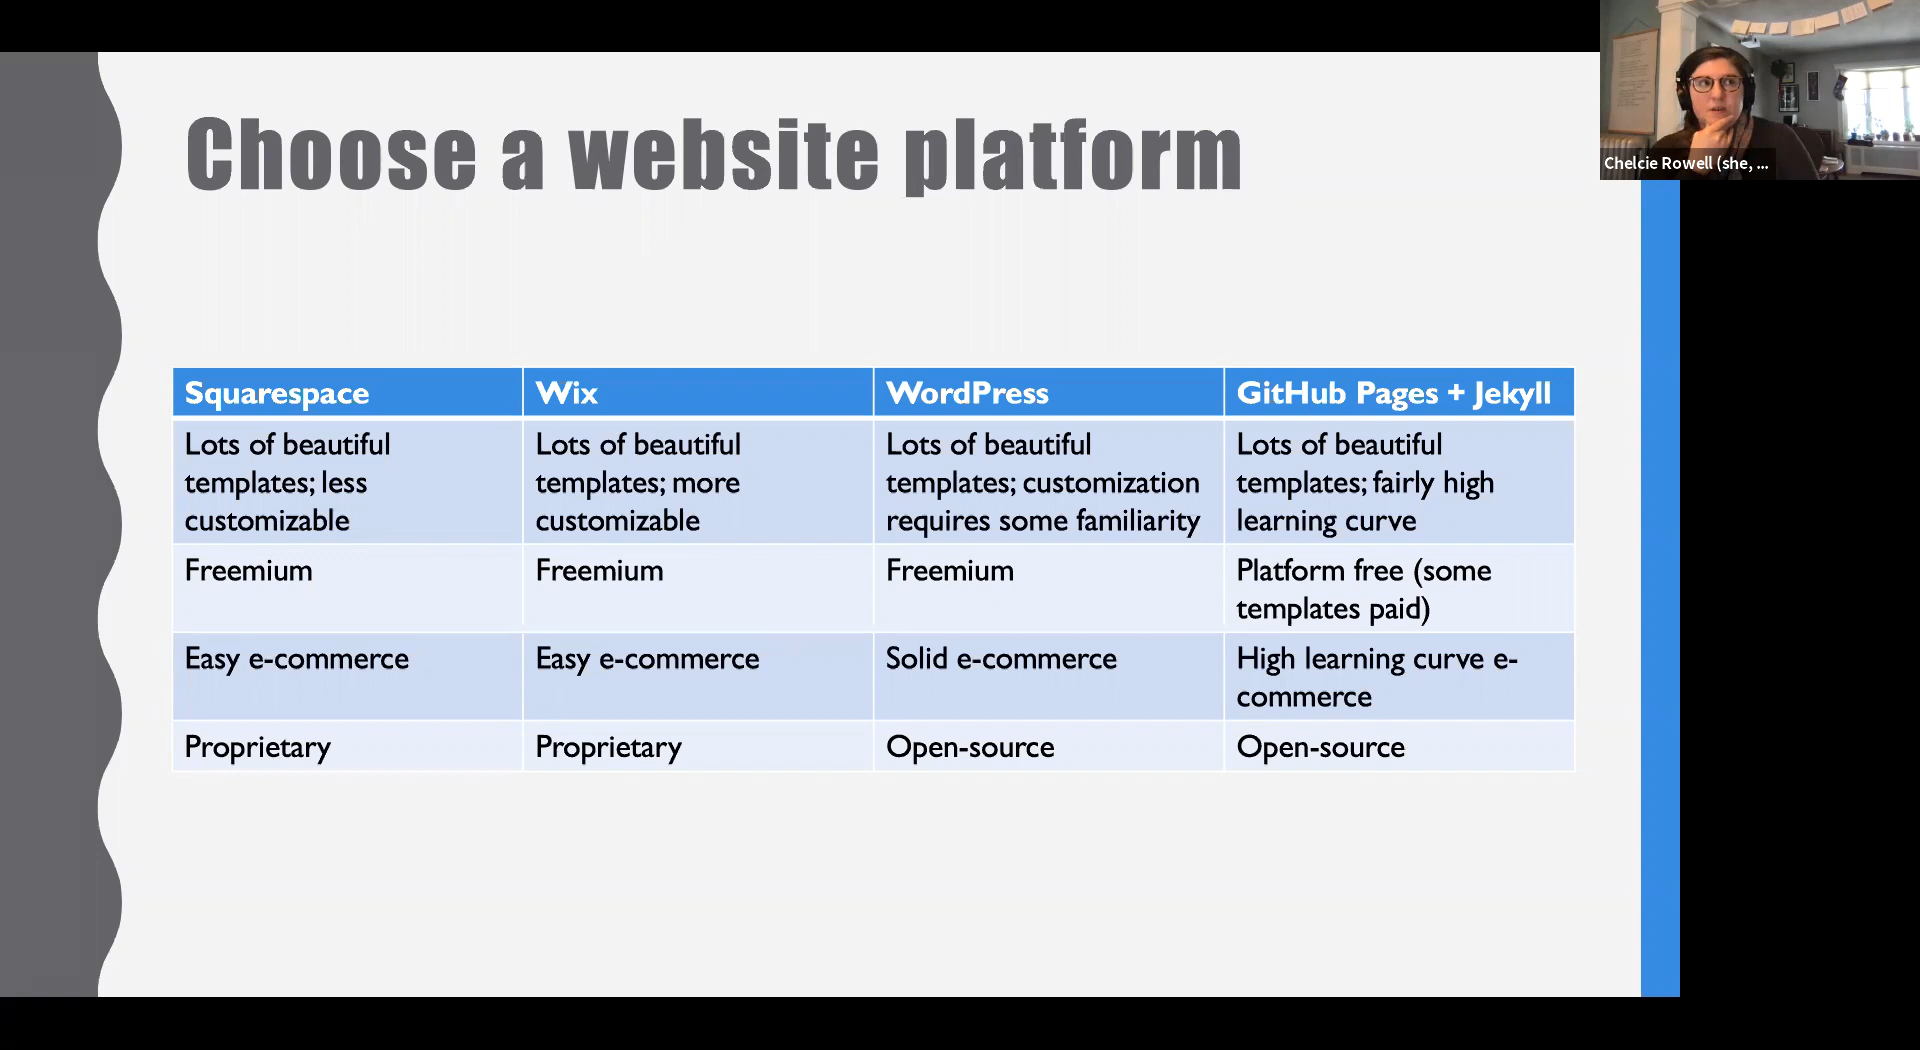 Choose a website platform
Chelcie Rowell (she, ...
Squarespace
Wix
WordPress
GitHub Pages + Jekyll
Lots of beautiful
templates; less
customizable
Lots of beautiful
templates; more
customizable
Lots of beautiful
templates; customization
requires some familiarity
Lots of beautiful
templates; fairly high
learning curve
Freemium
Freemium
Freemium
Platform free (some
templates paid)
Easy e-commerce
Easy e-commerce
Solid e-commerce
High learning curve e-
commerce
Proprietary
Proprietary
Open-source
Open-source